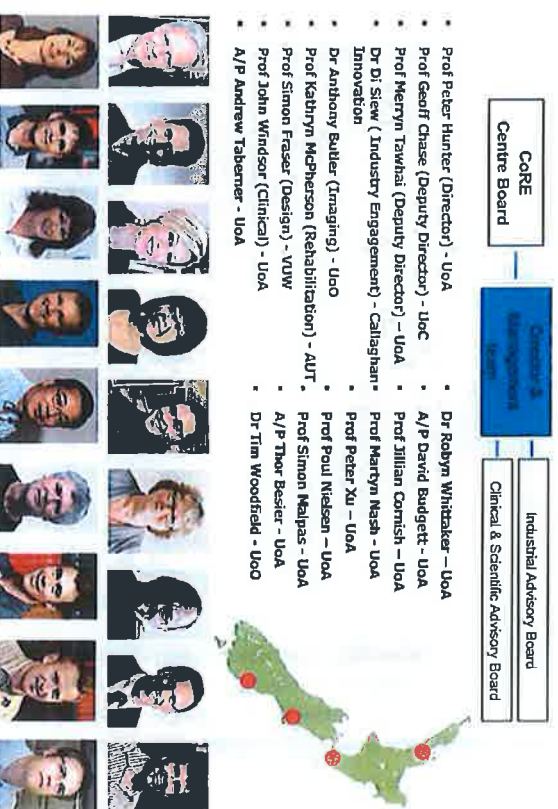 CoRE
Centre Board
Director &
Management
team
Industrial Advisory Board
Clinical & Scientific Advisory Board
• Prof Peter Hunter (Director) - UoA
• Prof Geoff Chase (Deputy Director) - UoC
• Prof Merryn Tawhai (Deputy Director) – UoA
• Dr Di Siew ( Industry Engagement) - Callaghan
Innovation
• Dr Anthony Butler (Imaging) - UoO
• Prof Kathryn McPherson (Rehabilitation) - AUT
• Prof Simon Fraser (Design) - VUW
• Prof John Windsor (Clinical) - UoA
• A/P Andrew Taberner - UoA
• Dr Robyn Whittaker – UoA
• A/P David Budgett - UoA
• Prof Jillian Cornish – UoA
• Prof Martyn Nash - UoA
• Prof Peter Xu – UoA
• Prof Poul Nielsen – UoA
• Prof Simon Malpas - UoA
• A/P Thor Besier - UoA
• Dr Tim Woodfield - UoO